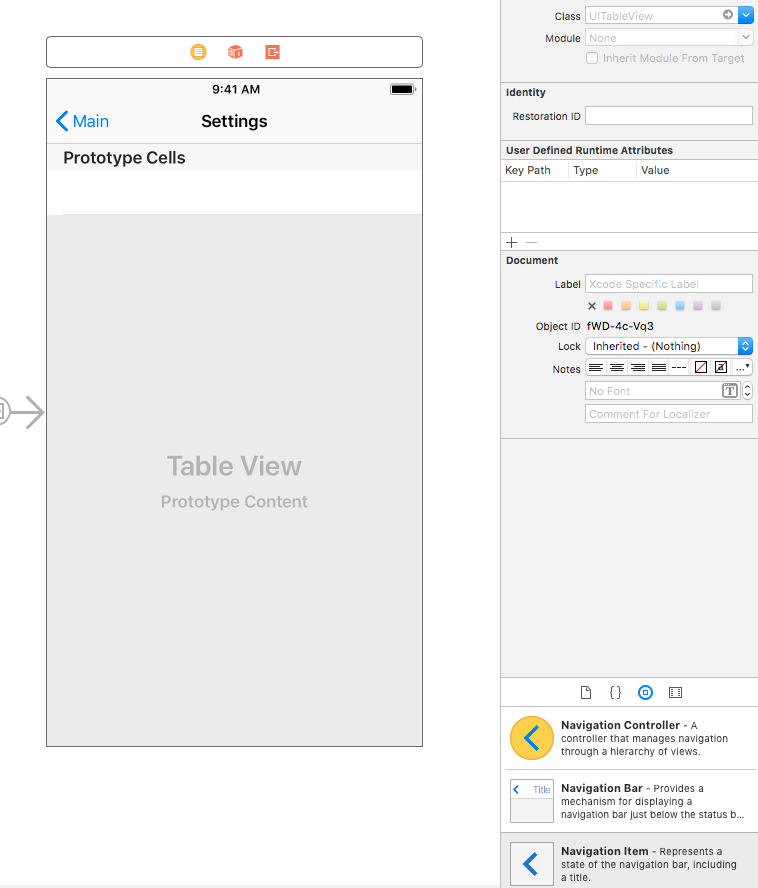 9:41 AM
Main
Settings
Prototype Cells
Table View
Prototype Content
Class UITableView
Module None
Inherit Module From Target
Identity
Restoration ID
User Defined Runtime Attributes
Key Path Type Value
Document
Label Xcode Specific Label
Object ID fWD-4c-Vq3
Lock Inherited - (Nothing)
Notes
No Font
Comment For Localizer
Navigation Controller - A
controller that manages navigation
through a hierarchy of views.
Title
Navigation Bar - Provides a
mechanism for displaying a
navigation bar just below the status b...
Navigation Item - Represents a
state of the navigation bar, including
a title.